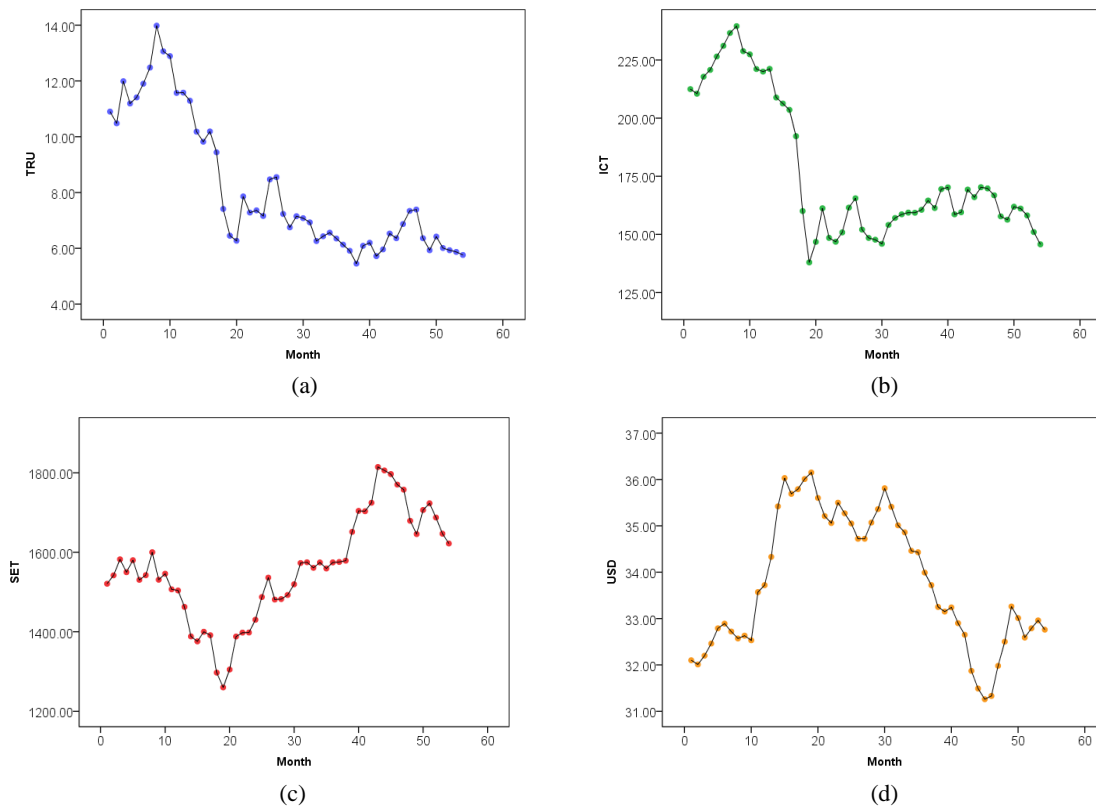 14.00
12.00
10.00
8.00
6.00
4.00
TRU
0 10 20 30 40 50 60
Month
(a)
225.00
200.00
175.00
150.00
125.00
ICT
0 10 20 30 40 50 60
Month
(b)
1800.00
1600.00
1400.00
1200.00
SET
0 10 20 30 40 50 60
Month
(c)
37.00
36.00
35.00
34.00
33.00
32.00
31.00
USD
0 10 20 30 40 50 60
Month
(d)